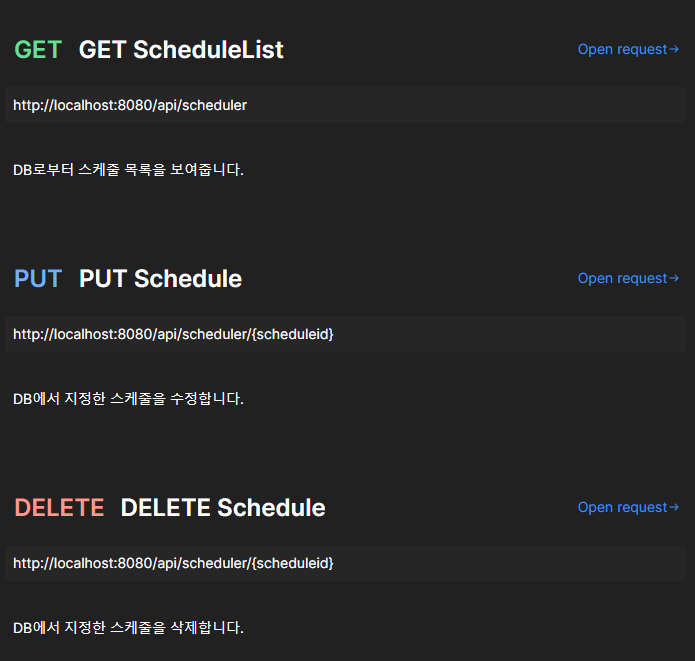 GET GET ScheduleList Open request→
http://localhost:8080/api/scheduler
DB로부터 스케줄 목록을 보여줍니다.
PUT PUT Schedule Open request→
http://localhost:8080/api/scheduler/{scheduleid}
DB에서 지정한 스케줄을 수정합니다.
DELETE DELETE Schedule Open request→
http://localhost:8080/api/scheduler/{scheduleid}
DB에서 지정한 스케줄을 삭제합니다.